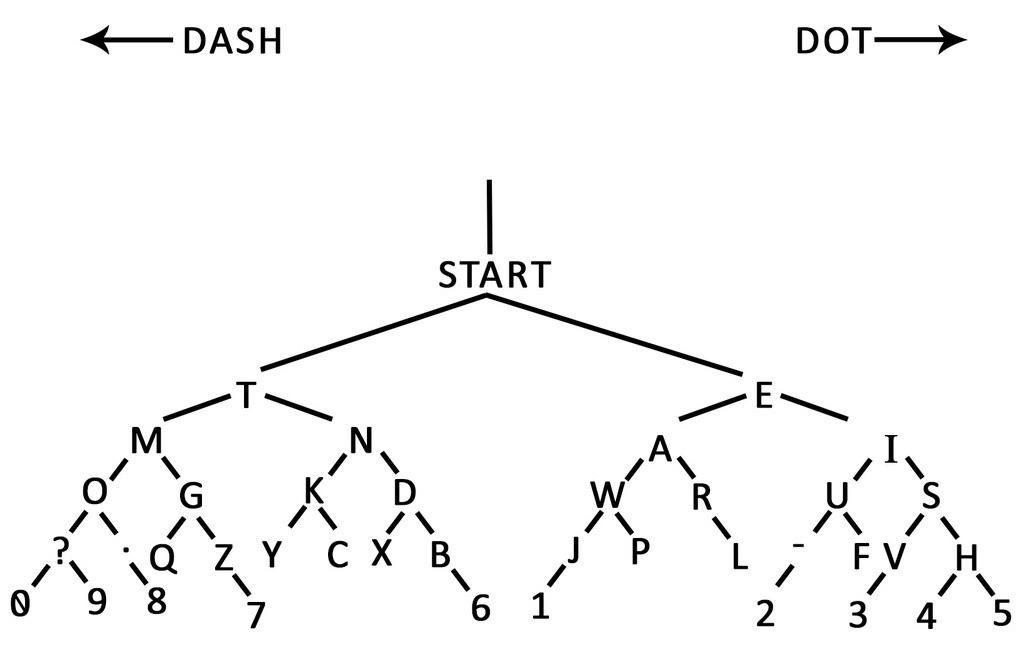 DASH DOT
START
T E
M N A I
O G K D W R U S
? . Q Z Y C X B J P L - F V H
0 9 8 7 6 1 2 3 4 5